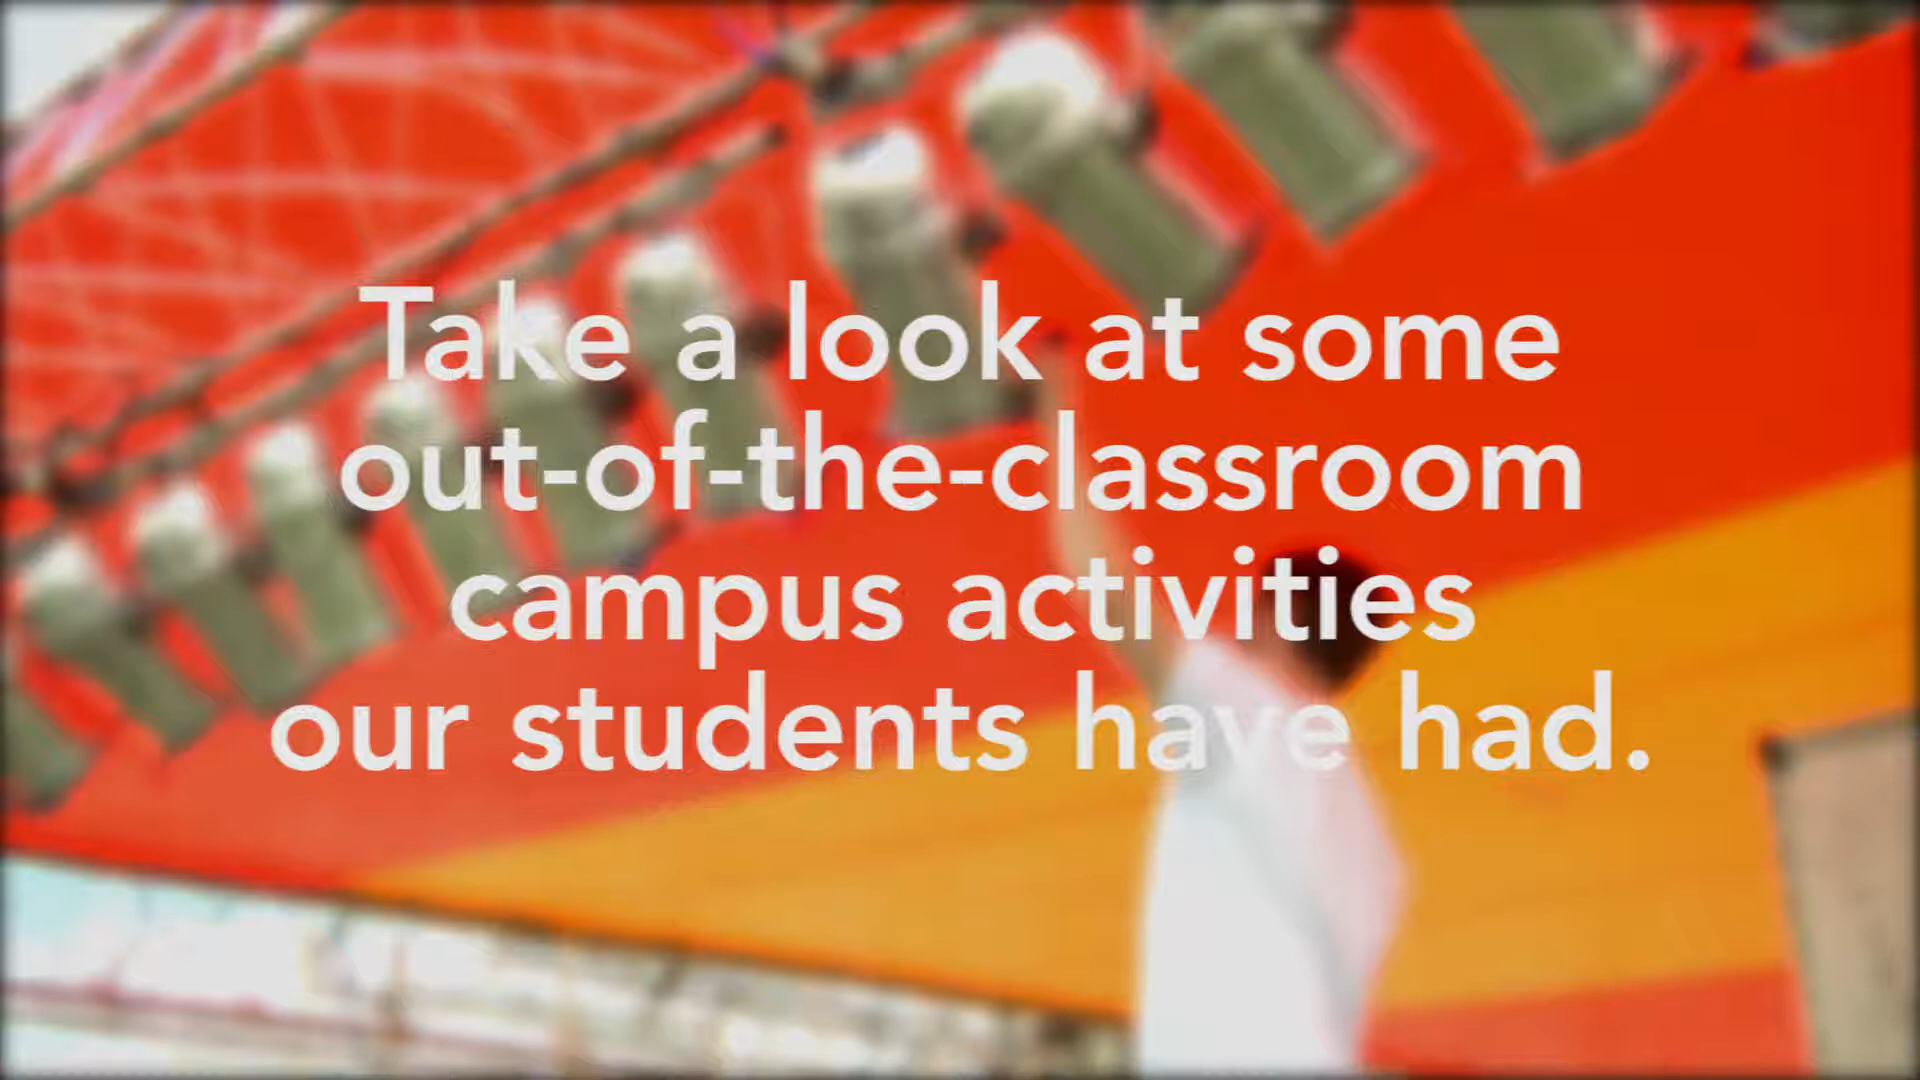 Take a look at some
out-of-the-classroom
campus activities
our students have had.